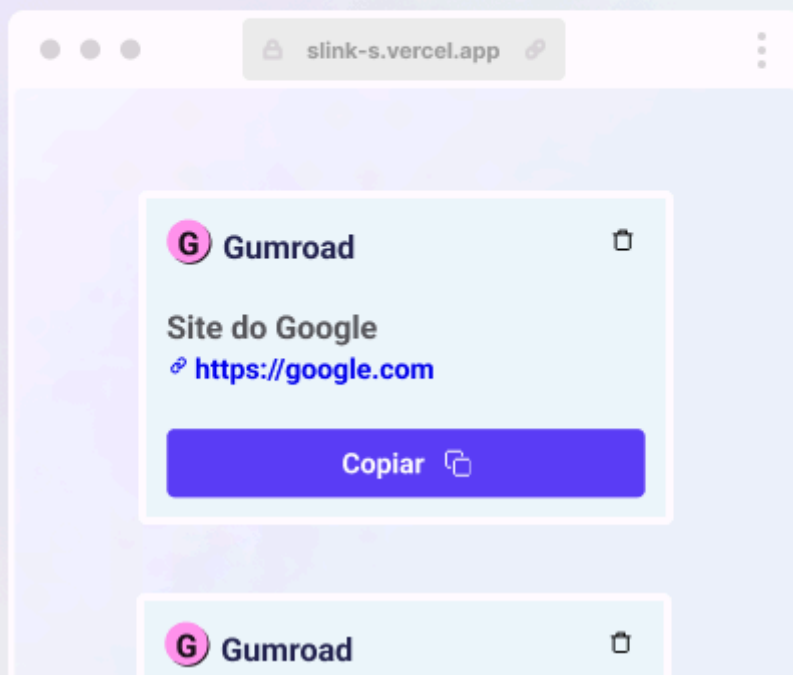 slink-s.vercel.app
G Gumroad
Site do Google
https://google.com
Copiar
G Gumroad